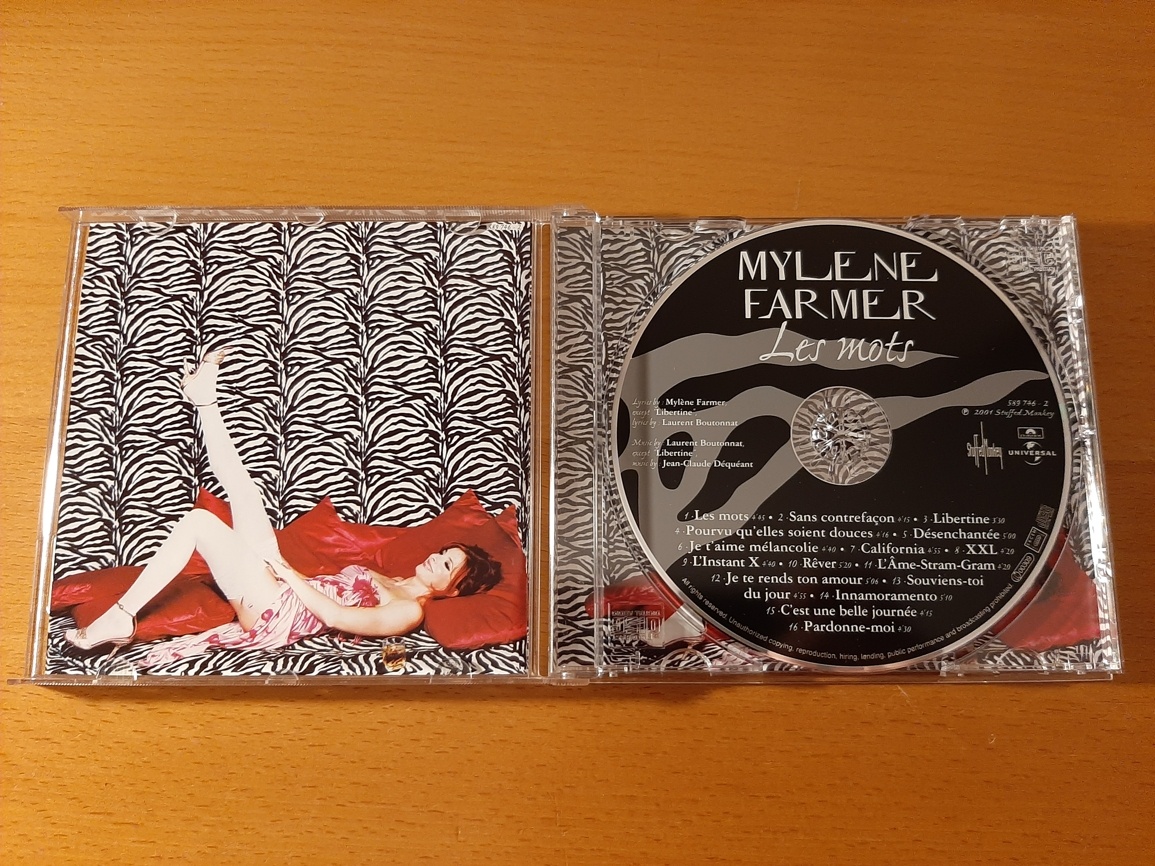 MYLENE
FARMER
Les mots
Lyrics by : Mylène Farmer,
except "Libertine",
lyrics by : Laurent Boutonnat
Music by : Laurent Boutonnat,
except "Libertine",
music by : Jean-Claude Déquéant
589 746 - 2
℗ 2001 Stuffed Monkey
StuffedMonkey
UNIVERSAL
1 · Les mots 4'45 • 2 · Sans contrefaçon 4'15 • 3 · Libertine 3'30
4 · Pourvu qu'elles soient douces 4'16 • 5 · Désenchantée 5'00
6 · Je t'aime mélancolie 4'40 • 7 · California 4'55 • 8 · XXL 4'20
9 · L'Instant X 4'40 • 10 · Rêver 5'20 • 11 · L'Âme-Stram-Gram 4'20
12 · Je te rends ton amour 5'06 • 13 · Souviens-toi
du jour 4'55 • 14 · Innamoramento 5'10
15 · C'est une belle journée 4'15
16 · Pardonne-moi 4'30
All rights reserved. Unauthorized copying, reproduction, hiring, lending, public performance and broadcasting prohibited.